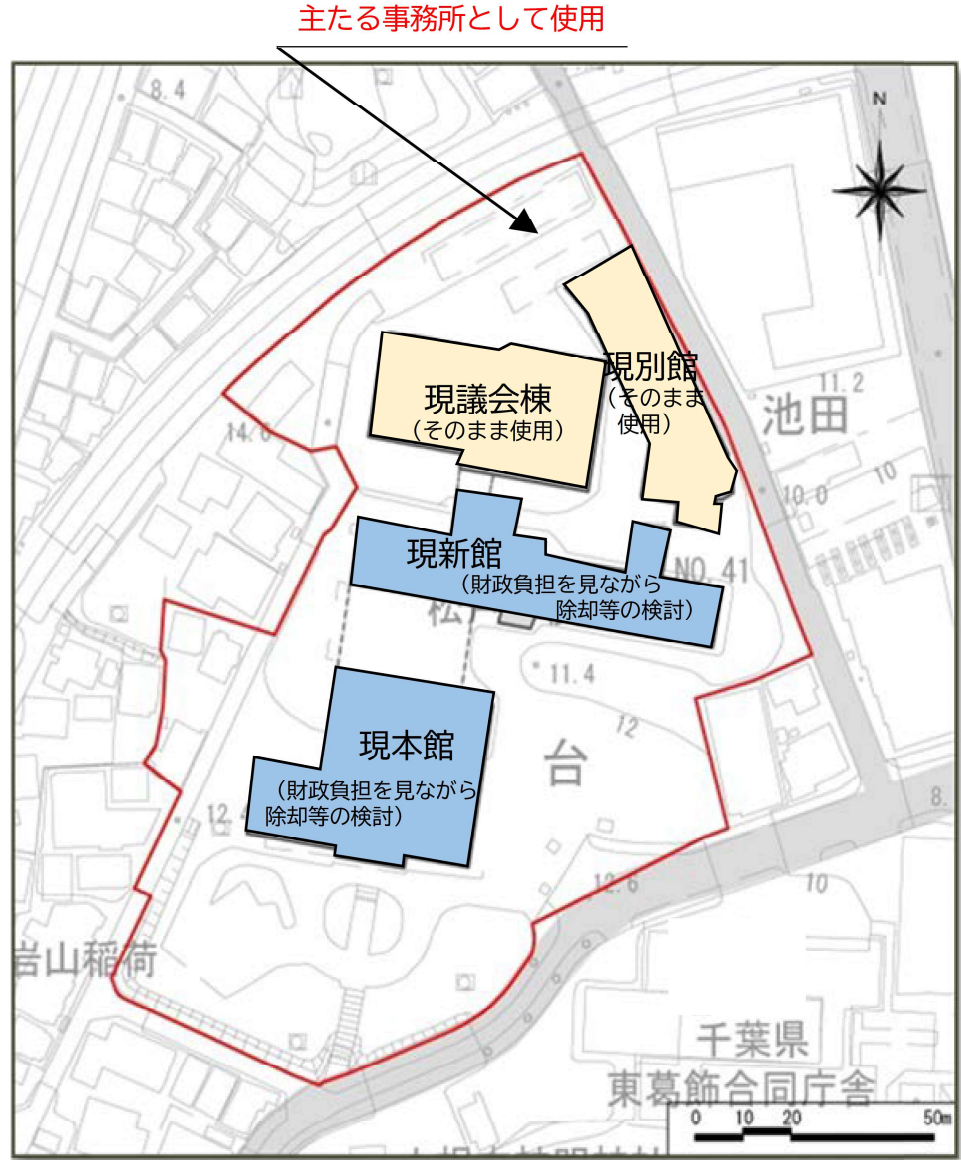 主たる事務所として使用
8.4
N
現別館
(そのまま
使用)
11.2
池田
現議会棟
(そのまま使用)
10
10.0
現新館
(財政負担を見ながら
除却等の検討)
NO.41
11.4
12
現本館
(財政負担を見ながら
除却等の検討)
台
8.
12.6
10
岩山稲荷
千葉県
東葛飾合同庁舎
0 10 20 50m